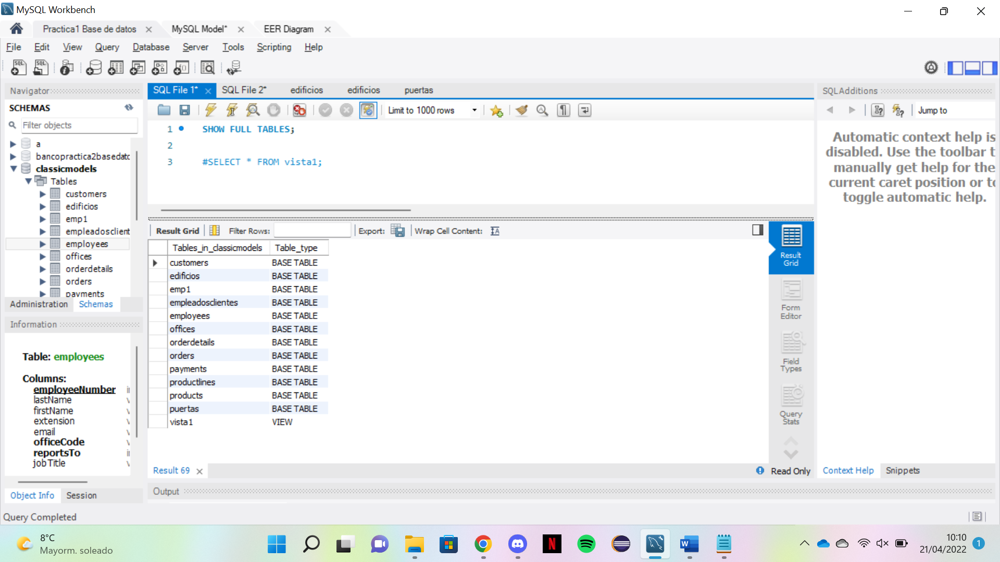 MySQL Workbench
Practica1 Base de datos
MySQL Model*
EER Diagram
File Edit View Query Database Server Tools Scripting Help
Navigator
SCHEMAS
Filter objects
a
bancopractica2basedatc
classicmodels
Tables
customers
edificios
emp1
empleadosclient
employees
offices
orderdetails
orders
payments
Administration Schemas
Information
Table: employees
Columns:
employeeNumber
lastName
firstName
extension
email
officeCode
reportsTo
jobTitle
Object Info Session
Query Completed
SQL File 1* SQL File 2* edificios edificios puertas
Limit to 1000 rows
1 SHOW FULL TABLES;
2
3 #SELECT * FROM vista1;
Result Grid Filter Rows: Export: Wrap Cell Content:
Tables_in_classicmodels Table_type
customers BASE TABLE
edificios BASE TABLE
emp1 BASE TABLE
empleadosclientes BASE TABLE
employees BASE TABLE
offices BASE TABLE
orderdetails BASE TABLE
orders BASE TABLE
payments BASE TABLE
productlines BASE TABLE
products BASE TABLE
puertas BASE TABLE
vista1 VIEW
Result
Grid
Form
Editor
Field
Types
Query
Stats
Result 69
Read Only
Output
SQLAdditions
Jump to
Automatic context help is
disabled. Use the toolbar t
manually get help for the
current caret position or to
toggle automatic help.
Context Help Snippets
8°C
Mayorm. soleado
10:10
21/04/2022
1